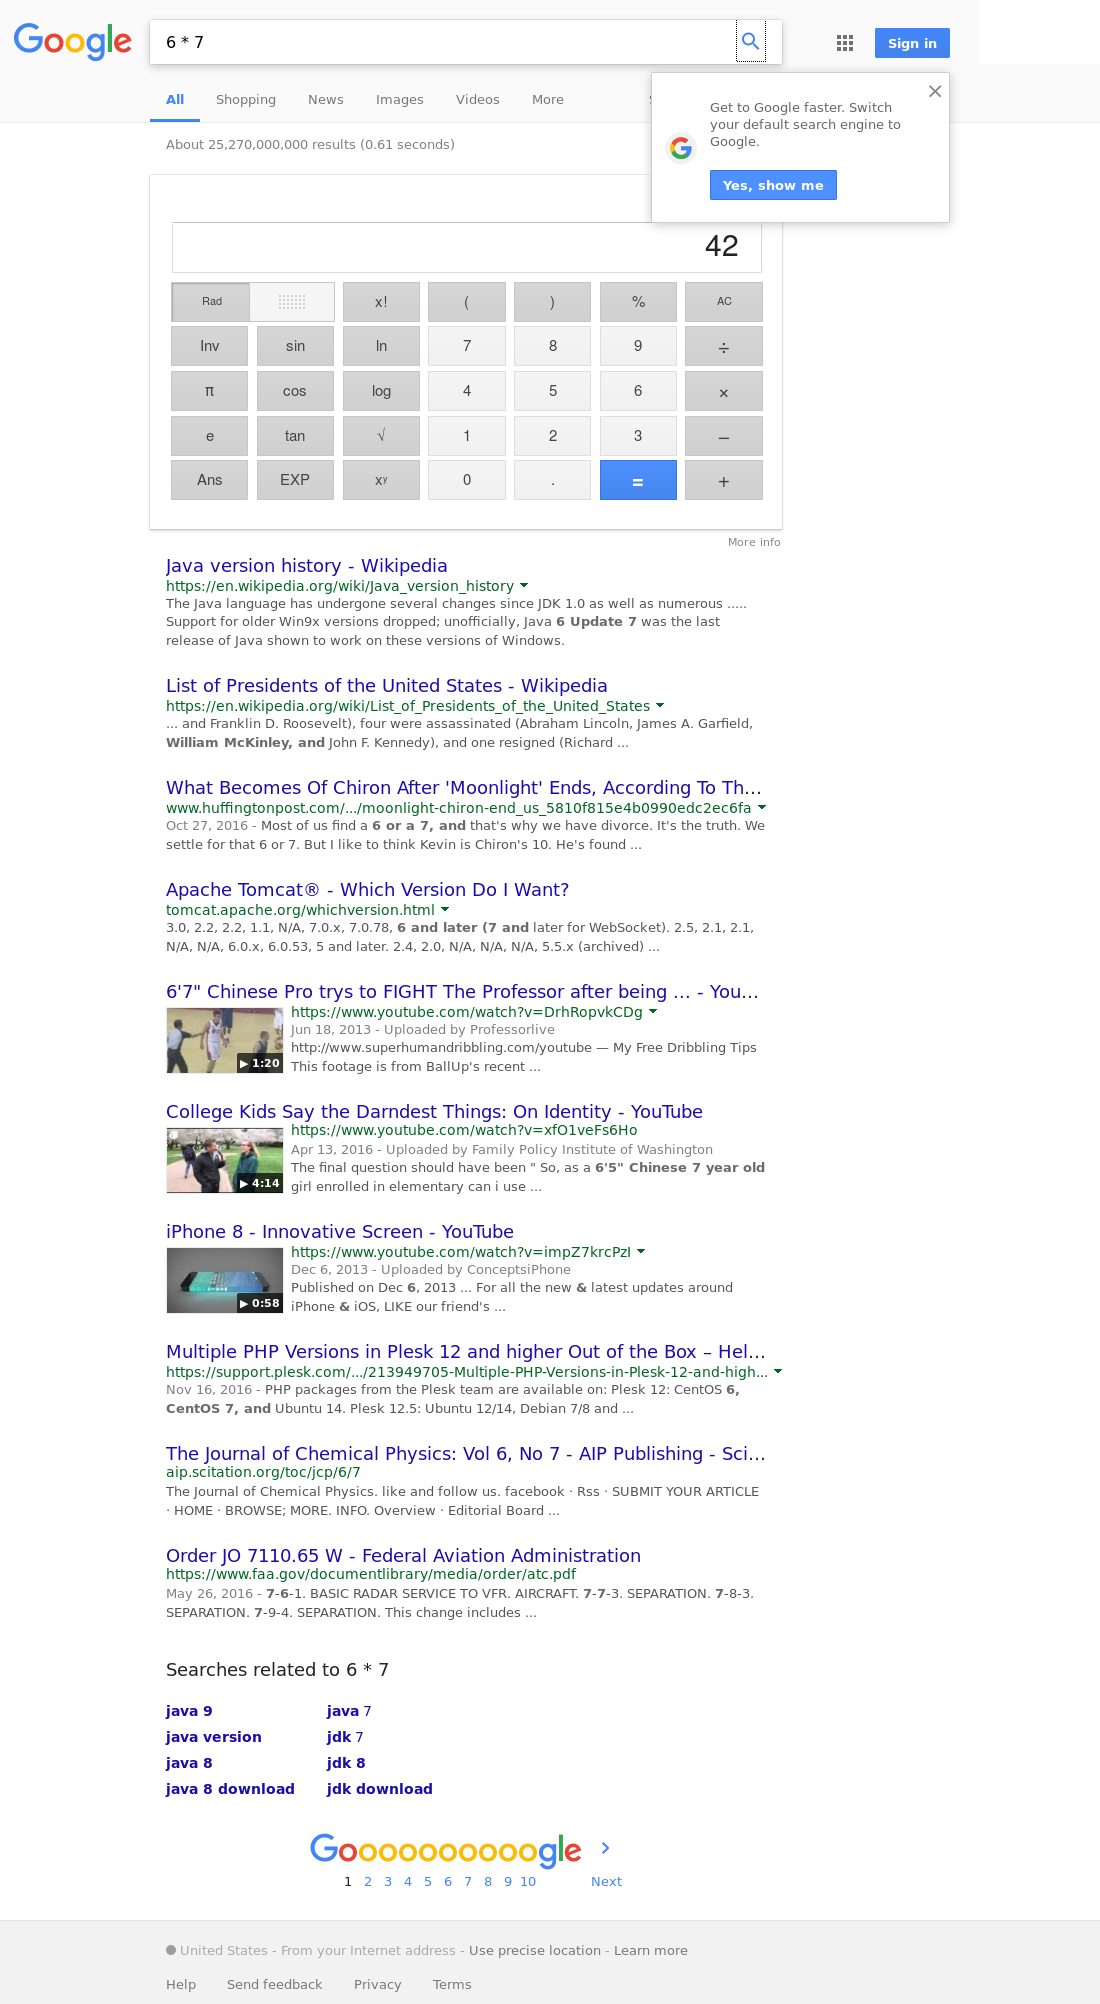 Google
6 * 7
Sign in
All Shopping News Images Videos More
Get to Google faster. Switch
your default search engine to
Google.
Yes, show me
About 25,270,000,000 results (0.61 seconds)
42
Rad x! ( ) % AC
Inv sin ln 7 8 9 ÷
π cos log 4 5 6 ×
e tan √ 1 2 3 −
Ans EXP xy 0 . = +
More info
Java version history - Wikipedia
https://en.wikipedia.org/wiki/Java_version_history
The Java language has undergone several changes since JDK 1.0 as well as numerous .....
Support for older Win9x versions dropped; unofficially, Java 6 Update 7 was the last
release of Java shown to work on these versions of Windows.
List of Presidents of the United States - Wikipedia
https://en.wikipedia.org/wiki/List_of_Presidents_of_the_United_States
... and Franklin D. Roosevelt), four were assassinated (Abraham Lincoln, James A. Garfield,
William McKinley, and John F. Kennedy), and one resigned (Richard ...
What Becomes Of Chiron After 'Moonlight' Ends, According To Th...
www.huffingtonpost.com/.../moonlight-chiron-end_us_5810f815e4b0990edc2ec6fa
Oct 27, 2016 - Most of us find a 6 or a 7, and that's why we have divorce. It's the truth. We
settle for that 6 or 7. But I like to think Kevin is Chiron's 10. He's found ...
Apache Tomcat® - Which Version Do I Want?
tomcat.apache.org/whichversion.html
3.0, 2.2, 2.2, 1.1, N/A, 7.0.x, 7.0.78, 6 and later (7 and later for WebSocket). 2.5, 2.1, 2.1,
N/A, N/A, 6.0.x, 6.0.53, 5 and later. 2.4, 2.0, N/A, N/A, N/A, 5.5.x (archived) ...
6'7" Chinese Pro trys to FIGHT The Professor after being ... - You...
https://www.youtube.com/watch?v=DrhRopvkCDg
Jun 18, 2013 - Uploaded by Professorlive
http://www.superhumandribbling.com/youtube — My Free Dribbling Tips
This footage is from BallUp's recent ...
▶ 1:20
College Kids Say the Darndest Things: On Identity - YouTube
https://www.youtube.com/watch?v=xfO1veFs6Ho
Apr 13, 2016 - Uploaded by Family Policy Institute of Washington
The final question should have been " So, as a 6'5" Chinese 7 year old
girl enrolled in elementary can i use ...
▶ 4:14
iPhone 8 - Innovative Screen - YouTube
https://www.youtube.com/watch?v=impZ7krcPzI
Dec 6, 2013 - Uploaded by ConceptsiPhone
Published on Dec 6, 2013 ... For all the new & latest updates around
iPhone & iOS, LIKE our friend's ...
▶ 0:58
Multiple PHP Versions in Plesk 12 and higher Out of the Box – Hel...
https://support.plesk.com/.../213949705-Multiple-PHP-Versions-in-Plesk-12-and-high...
Nov 16, 2016 - PHP packages from the Plesk team are available on: Plesk 12: CentOS 6,
CentOS 7, and Ubuntu 14. Plesk 12.5: Ubuntu 12/14, Debian 7/8 and ...
The Journal of Chemical Physics: Vol 6, No 7 - AIP Publishing - Sci...
aip.scitation.org/toc/jcp/6/7
The Journal of Chemical Physics. like and follow us. facebook · Rss · SUBMIT YOUR ARTICLE
· HOME · BROWSE; MORE. INFO. Overview · Editorial Board ...
Order JO 7110.65 W - Federal Aviation Administration
https://www.faa.gov/documentlibrary/media/order/atc.pdf
May 26, 2016 - 7-6-1. BASIC RADAR SERVICE TO VFR. AIRCRAFT. 7-7-3. SEPARATION. 7-8-3.
SEPARATION. 7-9-4. SEPARATION. This change includes ...
Searches related to 6 * 7
java 9 java 7
java version jdk 7
java 8 jdk 8
java 8 download jdk download
Goooooooooogle
1 2 3 4 5 6 7 8 9 10 Next
United States - From your Internet address - Use precise location - Learn more
Help Send feedback Privacy Terms